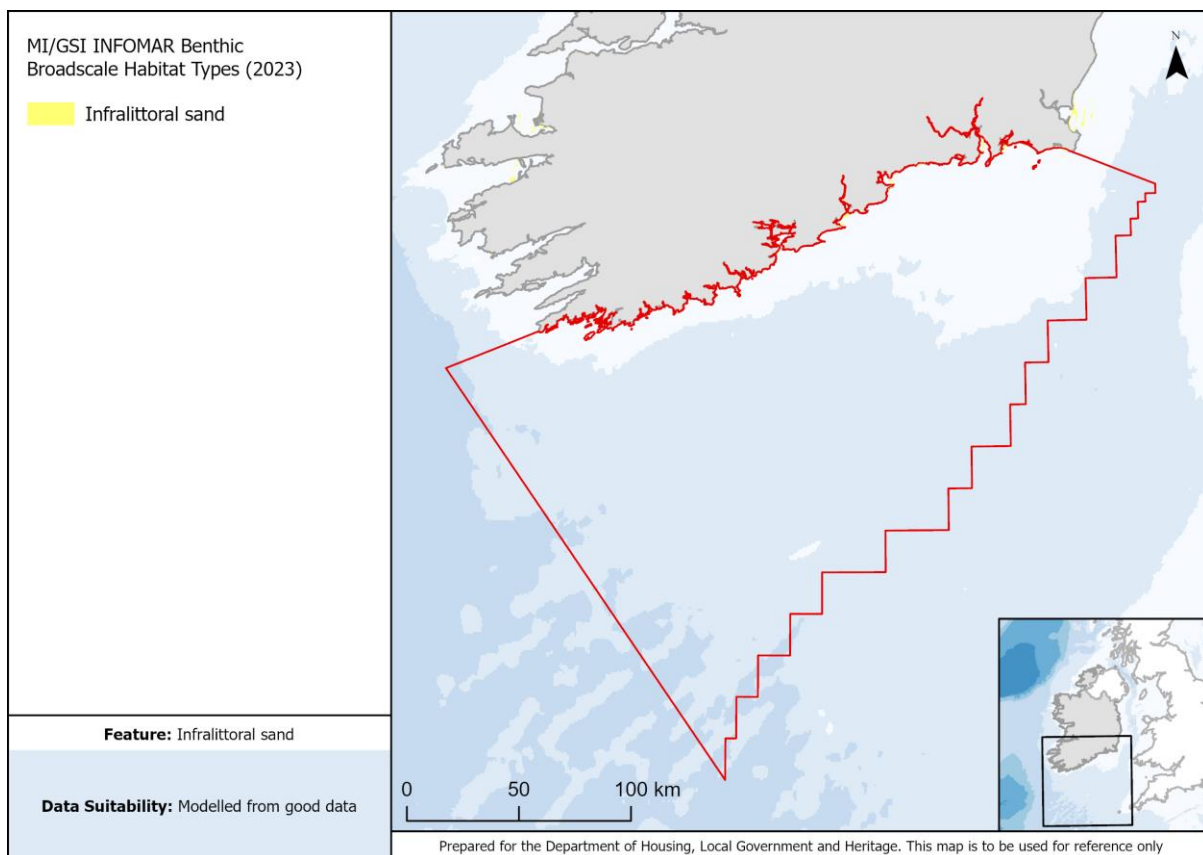 MI/GSI INFOMAR Benthic
Broadscale Habitat Types (2023)
Infralittoral sand
Feature: Infralittoral sand
Data Suitability: Modelled from good data
N
0 50 100 km
Prepared for the Department of Housing, Local Government and Heritage. This map is to be used for reference only